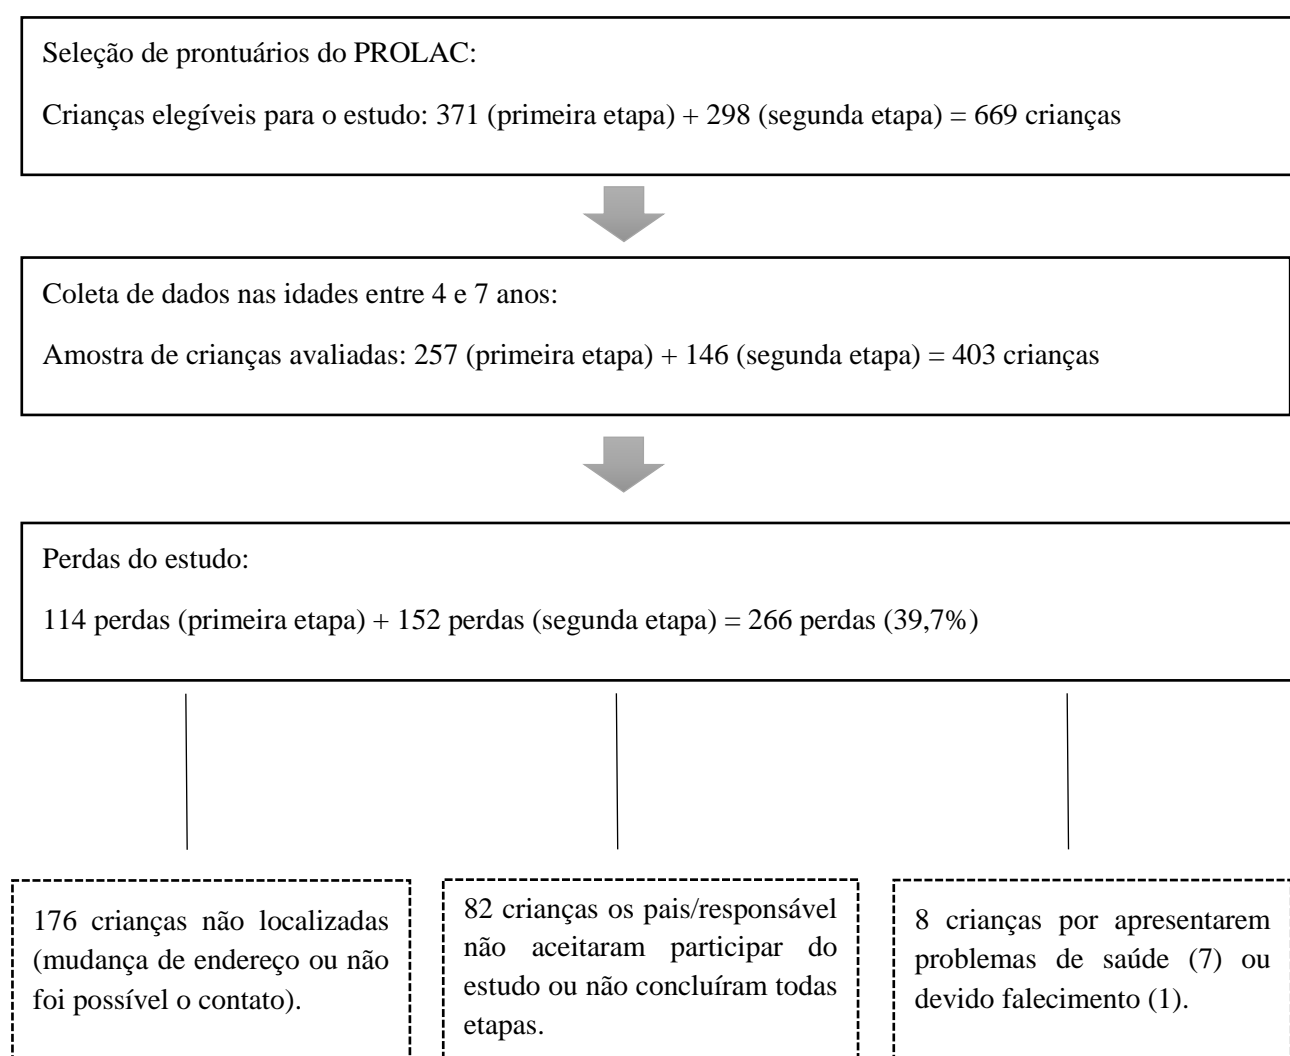 Seleção de prontuários do PROLAC:
Crianças elegíveis para o estudo: 371 (primeira etapa) + 298 (segunda etapa) = 669 crianças
Coleta de dados nas idades entre 4 e 7 anos:
Amostra de crianças avaliadas: 257 (primeira etapa) + 146 (segunda etapa) = 403 crianças
Perdas do estudo:
114 perdas (primeira etapa) + 152 perdas (segunda etapa) = 266 perdas (39,7%)
176 crianças não localizadas
(mudança de endereço ou não
foi possível o contato).
82 crianças os pais/responsável
não aceitaram participar do
estudo ou não concluíram todas
etapas.
8 crianças por apresentarem
problemas de saúde (7) ou
devido falecimento (1).